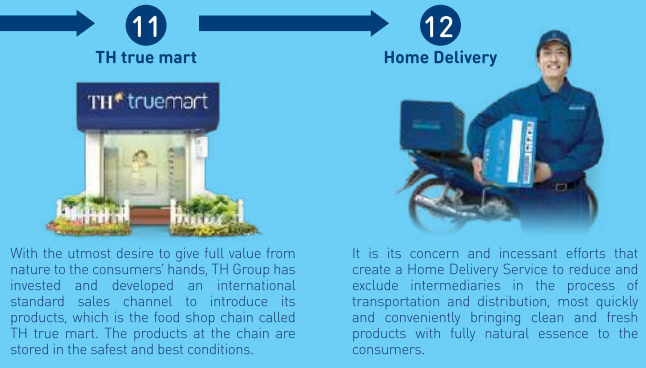 11
TH true mart
TH truemart
With the utmost desire to give full value from
nature to the consumers' hands, TH Group has
invested and developed an international
standard sales channel to introduce its
products, which is the food shop chain called
TH true mart. The products at the chain are
stored in the safest and best conditions.
12
Home Delivery
It is its concern and incessant efforts that
create a Home Delivery Service to reduce and
exclude intermediaries in the process of
transportation and distribution, most quickly
and conveniently bringing clean and fresh
products with fully natural essence to the
consumers.